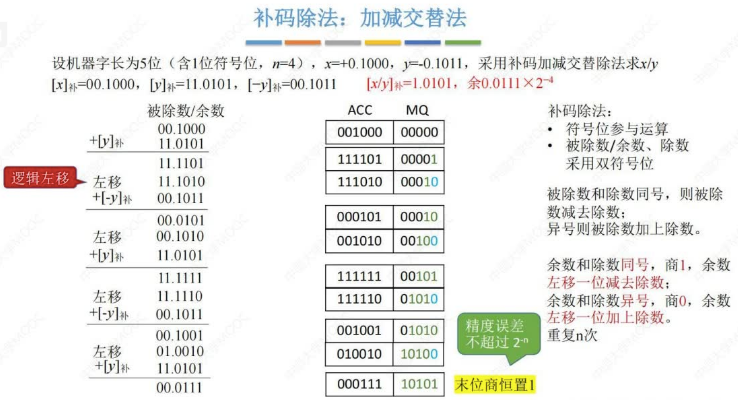 补码除法：加减交替法
设机器字长为5位（含1位符号位，n=4），x=+0.1000，y=-0.1011，采用补码加减交替除法求x/y
[x]补=00.1000，[y]补=11.0101，[−y]补=00.1011 [x/y]补=1.0101，余0.0111×2⁻⁴
被除数/余数
00.1000
+[y]补 11.0101
11.1101
逻辑左移
左移 11.1010
+[-y]补 00.1011
00.0101
左移 00.1010
+[y]补 11.0101
11.1111
左移 11.1110
+[-y]补 00.1011
00.1001
左移 01.0010
+[y]补 11.0101
00.0111
ACC MQ
001000 00000
111101 00001
111010 00010
000101 00010
001010 00100
111111 00101
111110 01010
001001 01010
010010 10100
000111 10101
精度误差
不超过 2⁻ⁿ
末位商恒置1
补码除法：
• 符号位参与运算
• 被除数/余数、除数
采用双符号位
被除数和除数同号，则被除
数减去除数；
异号则被除数加上除数。
余数和除数同号，商1，余数
左移一位减去除数；
余数和除数异号，商0，余数
左移一位加上除数。
重复n次